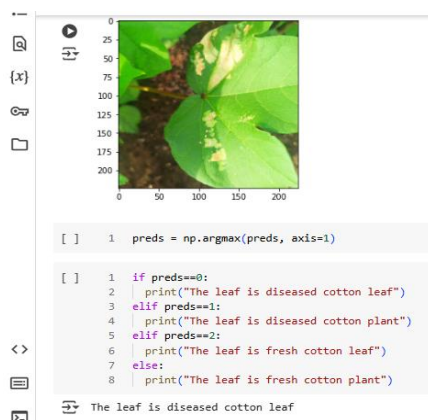 0
25
50
75
100
125
150
175
200
0 50 100 150 200
{x}
[ ] 1 preds = np.argmax(preds, axis=1)
[ ] 1 if preds==0:
2 print("The leaf is diseased cotton leaf")
3 elif preds==1:
4 print("The leaf is diseased cotton plant")
5 elif preds==2:
6 print("The leaf is fresh cotton leaf")
7 else:
8 print("The leaf is fresh cotton plant")
<>
The leaf is diseased cotton leaf